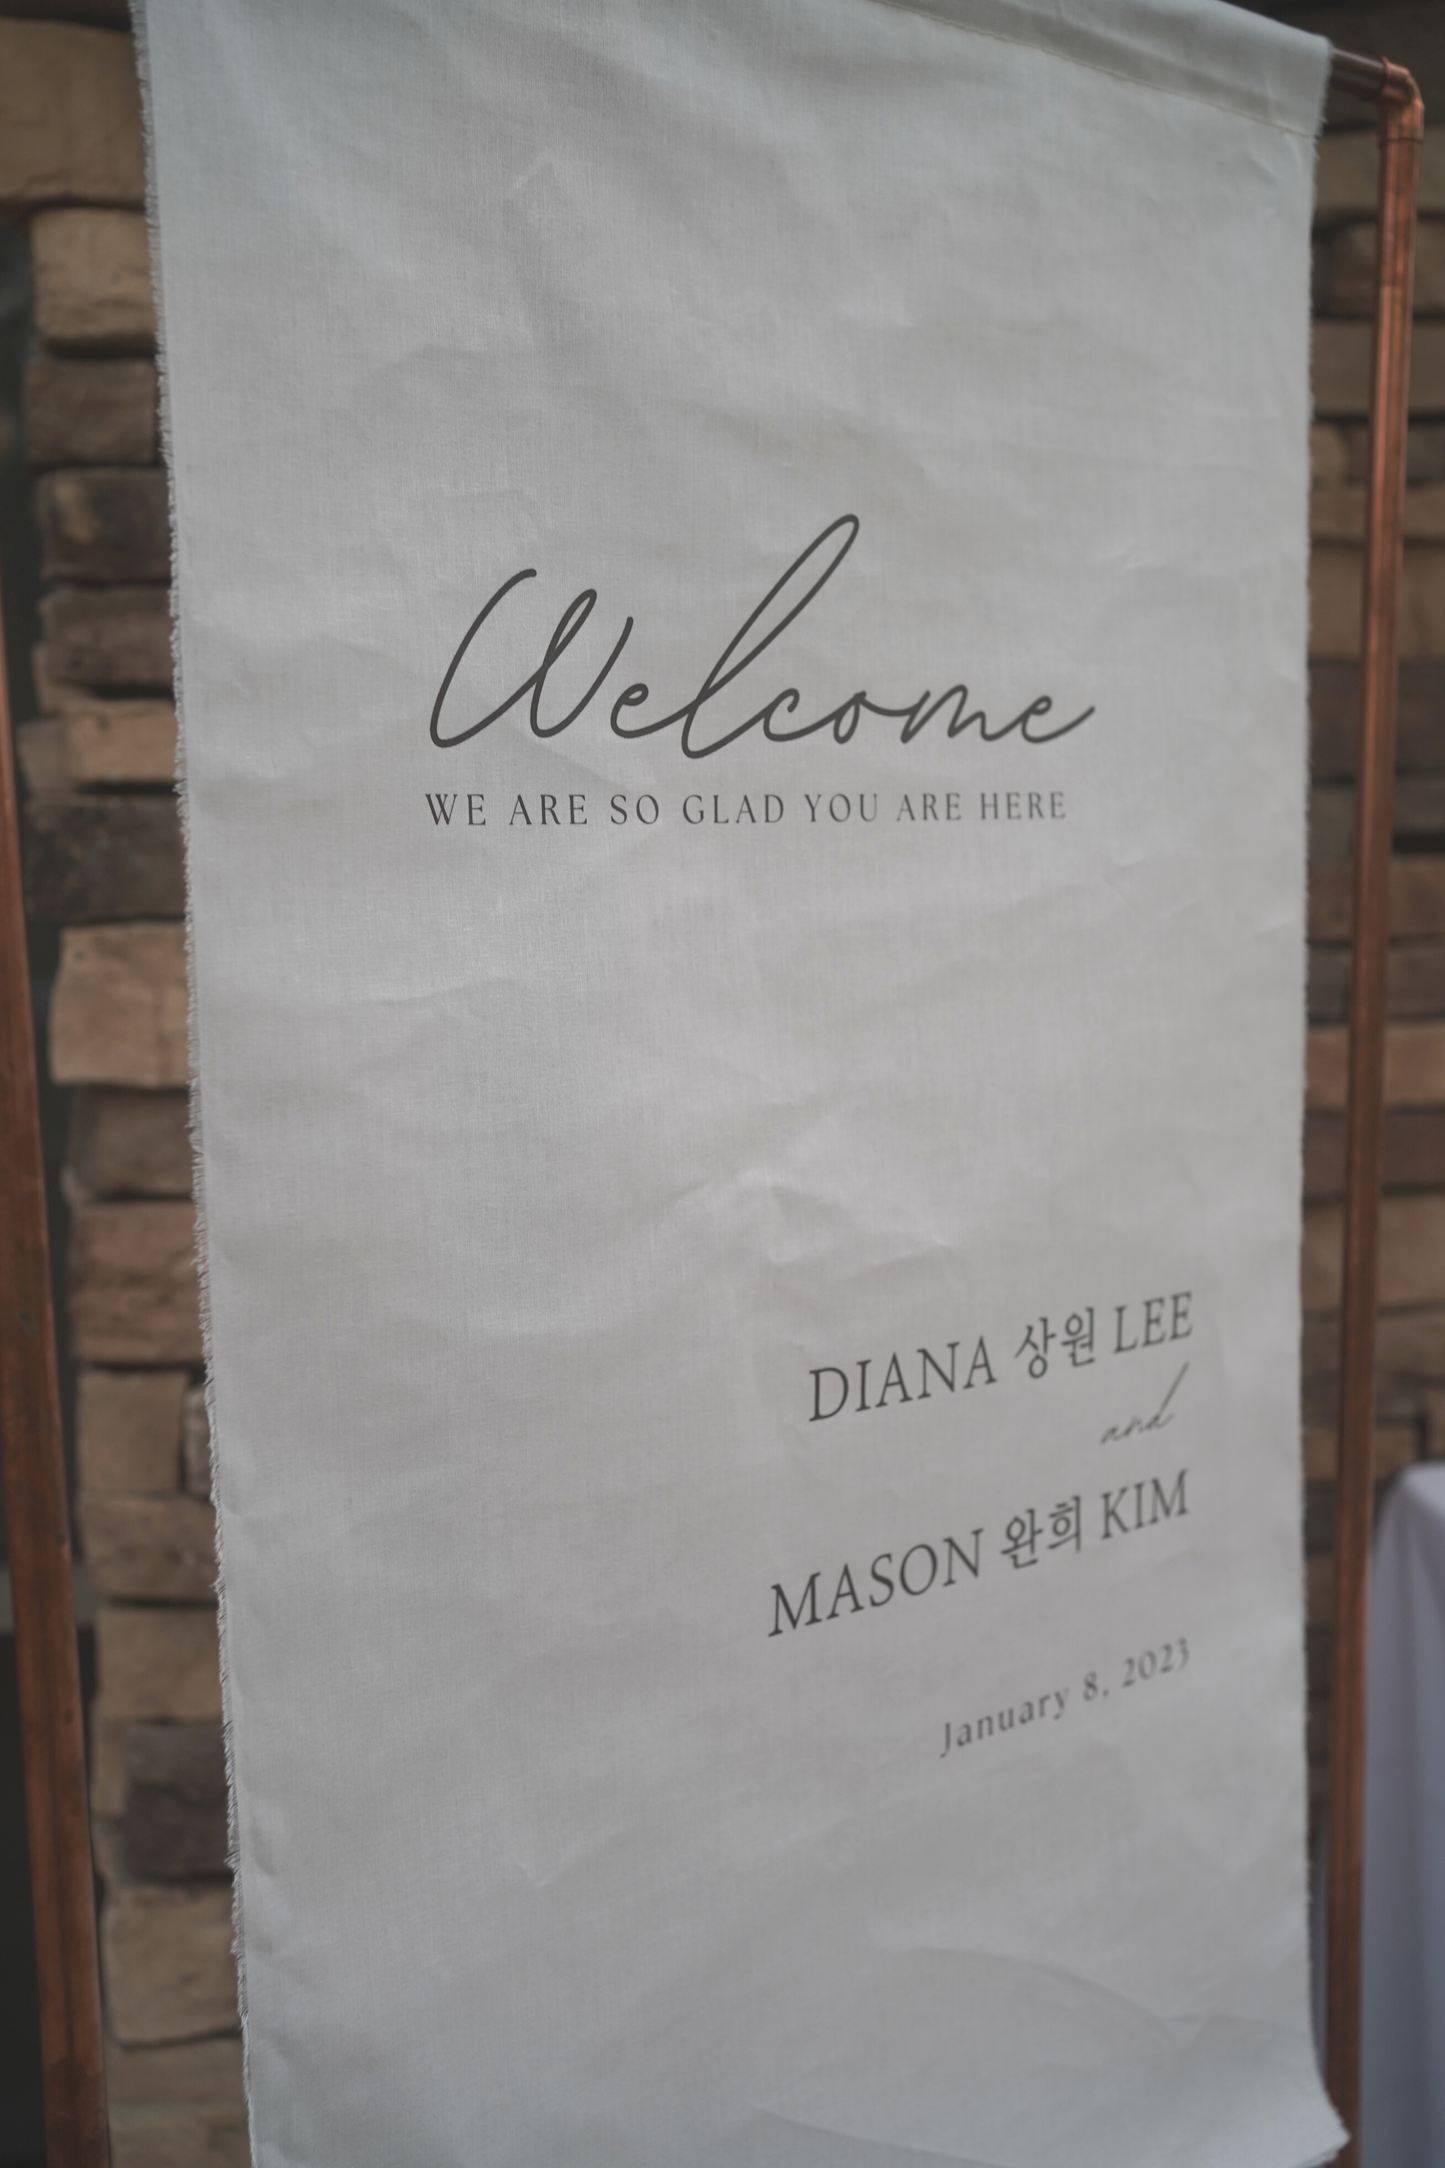 Welcome
WE ARE SO GLAD YOU ARE HERE
DIANA 상원 LEE
and
MASON 완희 KIM
January 8, 2023